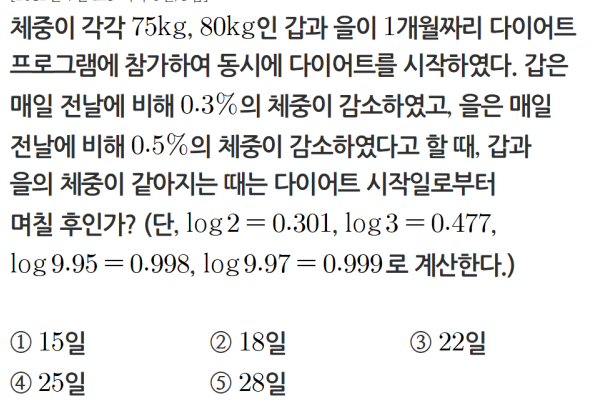 체중이 각각 75kg, 80kg인 갑과 을이 1개월짜리 다이어트
프로그램에 참가하여 동시에 다이어트를 시작하였다. 갑은
매일 전날에 비해 0.3%의 체중이 감소하였고, 을은 매일
전날에 비해 0.5%의 체중이 감소하였다고 할 때, 갑과
을의 체중이 같아지는 때는 다이어트 시작일로부터
며칠 후인가? (단, log2=0.301, log3=0.477,
log9.95=0.998, log9.97=0.999로 계산한다.)
① 15일 ② 18일 ③ 22일
④ 25일 ⑤ 28일